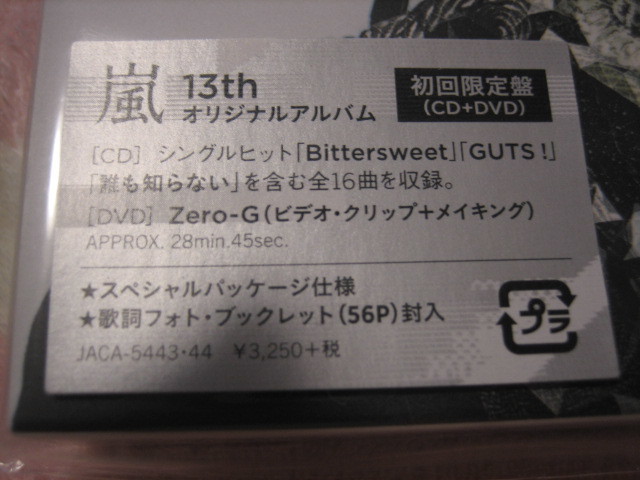 嵐 13th
オリジナルアルバム
初回限定盤
(CD+DVD)
[CD] シングルヒット「Bittersweet」「GUTS !」
「誰も知らない」を含む全16曲を収録。
[DVD] Zero-G(ビデオ・クリップ+メイキング)
APPROX. 28min.45sec.
★スペシャルパッケージ仕様
★歌詞フォト・ブックレット(56P)封入
JACA-5443・44 ¥3,250+税
プラ